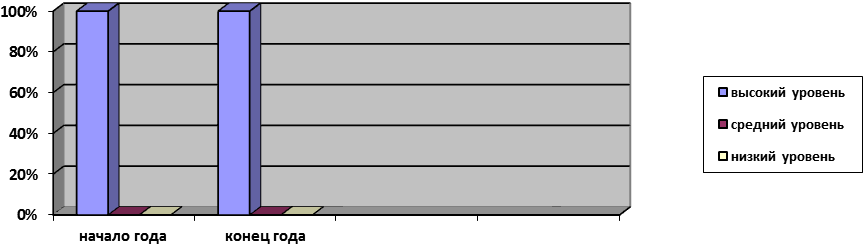 100%
80%
60%
40%
20%
0%
начало года
конец года
высокий уровень
средний уровень
низкий уровень